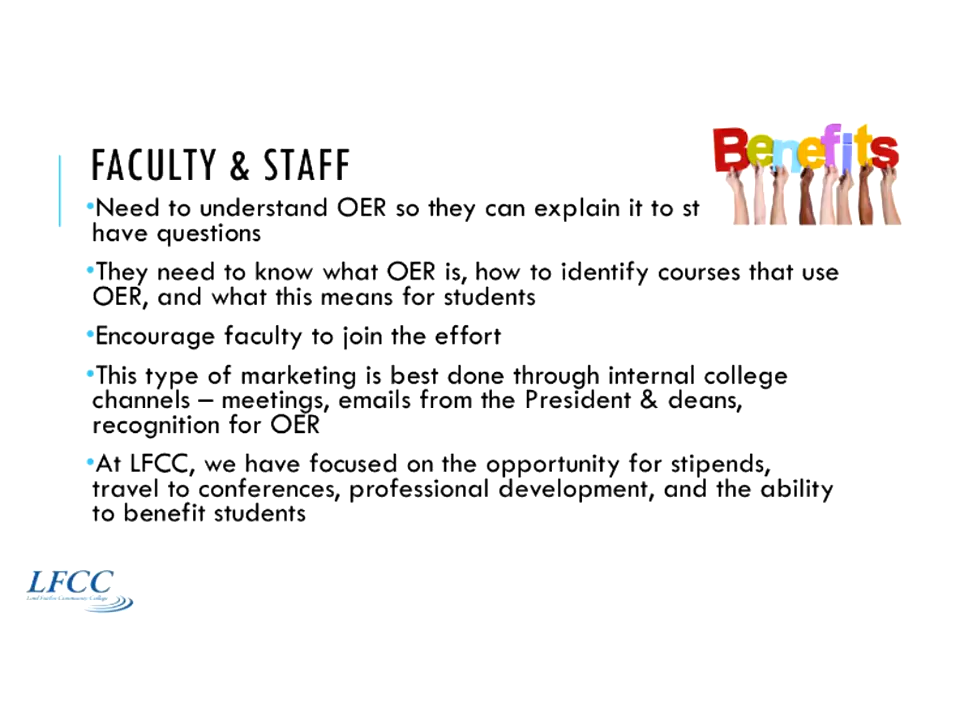 Benefits
FACULTY & STAFF
•Need to understand OER so they can explain it to st
have questions
•They need to know what OER is, how to identify courses that use
OER, and what this means for students
•Encourage faculty to join the effort
•This type of marketing is best done through internal college
channels – meetings, emails from the President & deans,
recognition for OER
•At LFCC, we have focused on the opportunity for stipends,
travel to conferences, professional development, and the ability
to benefit students
LFCC
Lord Fairfax Community College